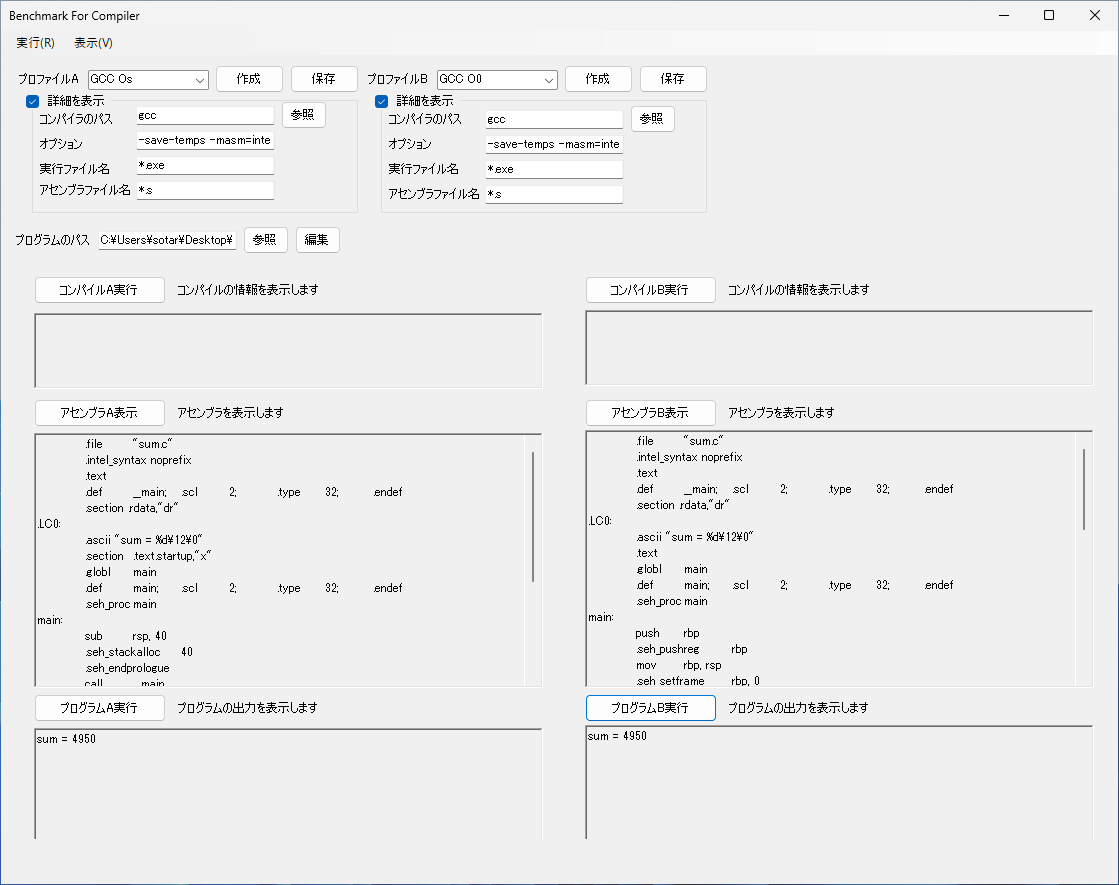 Benchmark For Compiler
実行(R) 表示(V)
プロファイルA GCC Os 作成 保存 プロファイルB GCC O0 作成 保存
詳細を表示
コンパイラのパス gcc 参照
オプション -save-temps -masm=inte
実行ファイル名 *.exe
アセンブラファイル名 *.s
詳細を表示
コンパイラのパス gcc 参照
オプション -save-temps -masm=inte
実行ファイル名 *.exe
アセンブラファイル名 *.s
プログラムのパス C:¥Users¥sotar¥Desktop¥ 参照 編集
コンパイルA実行 コンパイルの情報を表示します
アセンブラA表示 アセンブラを表示します
.file "sum.c"
.intel_syntax noprefix
.text
.def __main; .scl 2; .type 32; .endef
.section .rdata,"dr"
.LC0:
.ascii "sum = %d¥12¥0"
.section .text.startup,"x"
.globl main
.def main; .scl 2; .type 32; .endef
.seh_proc main
main:
sub rsp, 40
.seh_stackalloc 40
.seh_endprologue
call __main
プログラムA実行 プログラムの出力を表示します
sum = 4950
コンパイルB実行 コンパイルの情報を表示します
アセンブラB表示 アセンブラを表示します
.file "sum.c"
.intel_syntax noprefix
.text
.def __main; .scl 2; .type 32; .endef
.section .rdata,"dr"
.LC0:
.ascii "sum = %d¥12¥0"
.text
.globl main
.def main; .scl 2; .type 32; .endef
.seh_proc main
main:
push rbp
.seh_pushreg rbp
mov rbp, rsp
.seh_setframe rbp, 0
プログラムB実行 プログラムの出力を表示します
sum = 4950